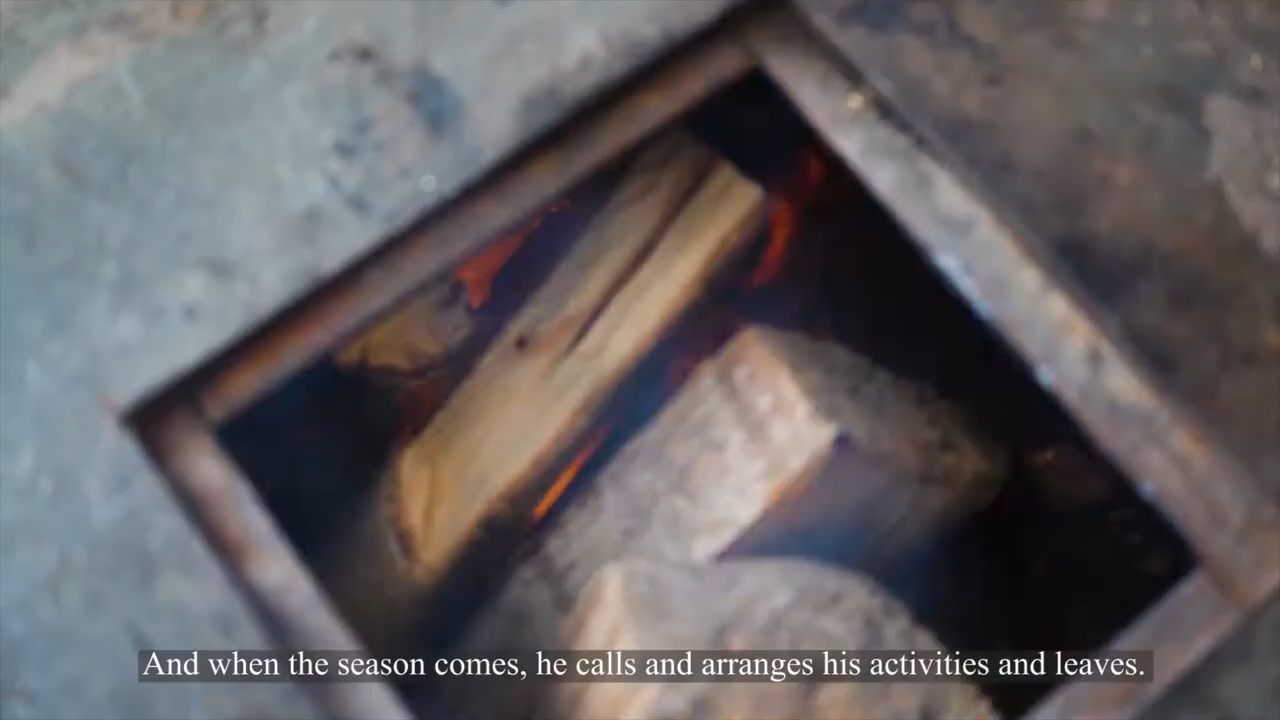 And when the season comes, he calls and arranges his activities and leaves.